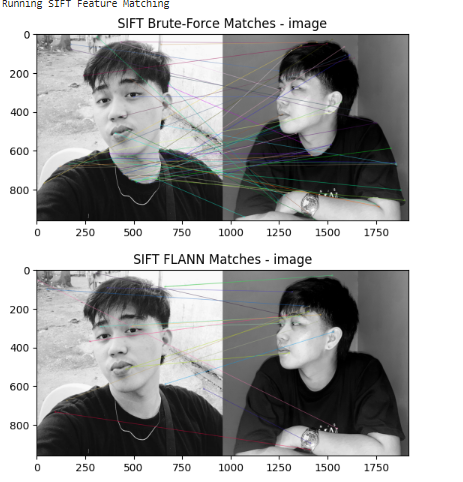 Running SIFT Feature Matching
SIFT Brute-Force Matches - image
0
200
400
600
800
0 250 500 750 1000 1250 1500 1750
SIFT FLANN Matches - image
0
200
400
600
800
0 250 500 750 1000 1250 1500 1750